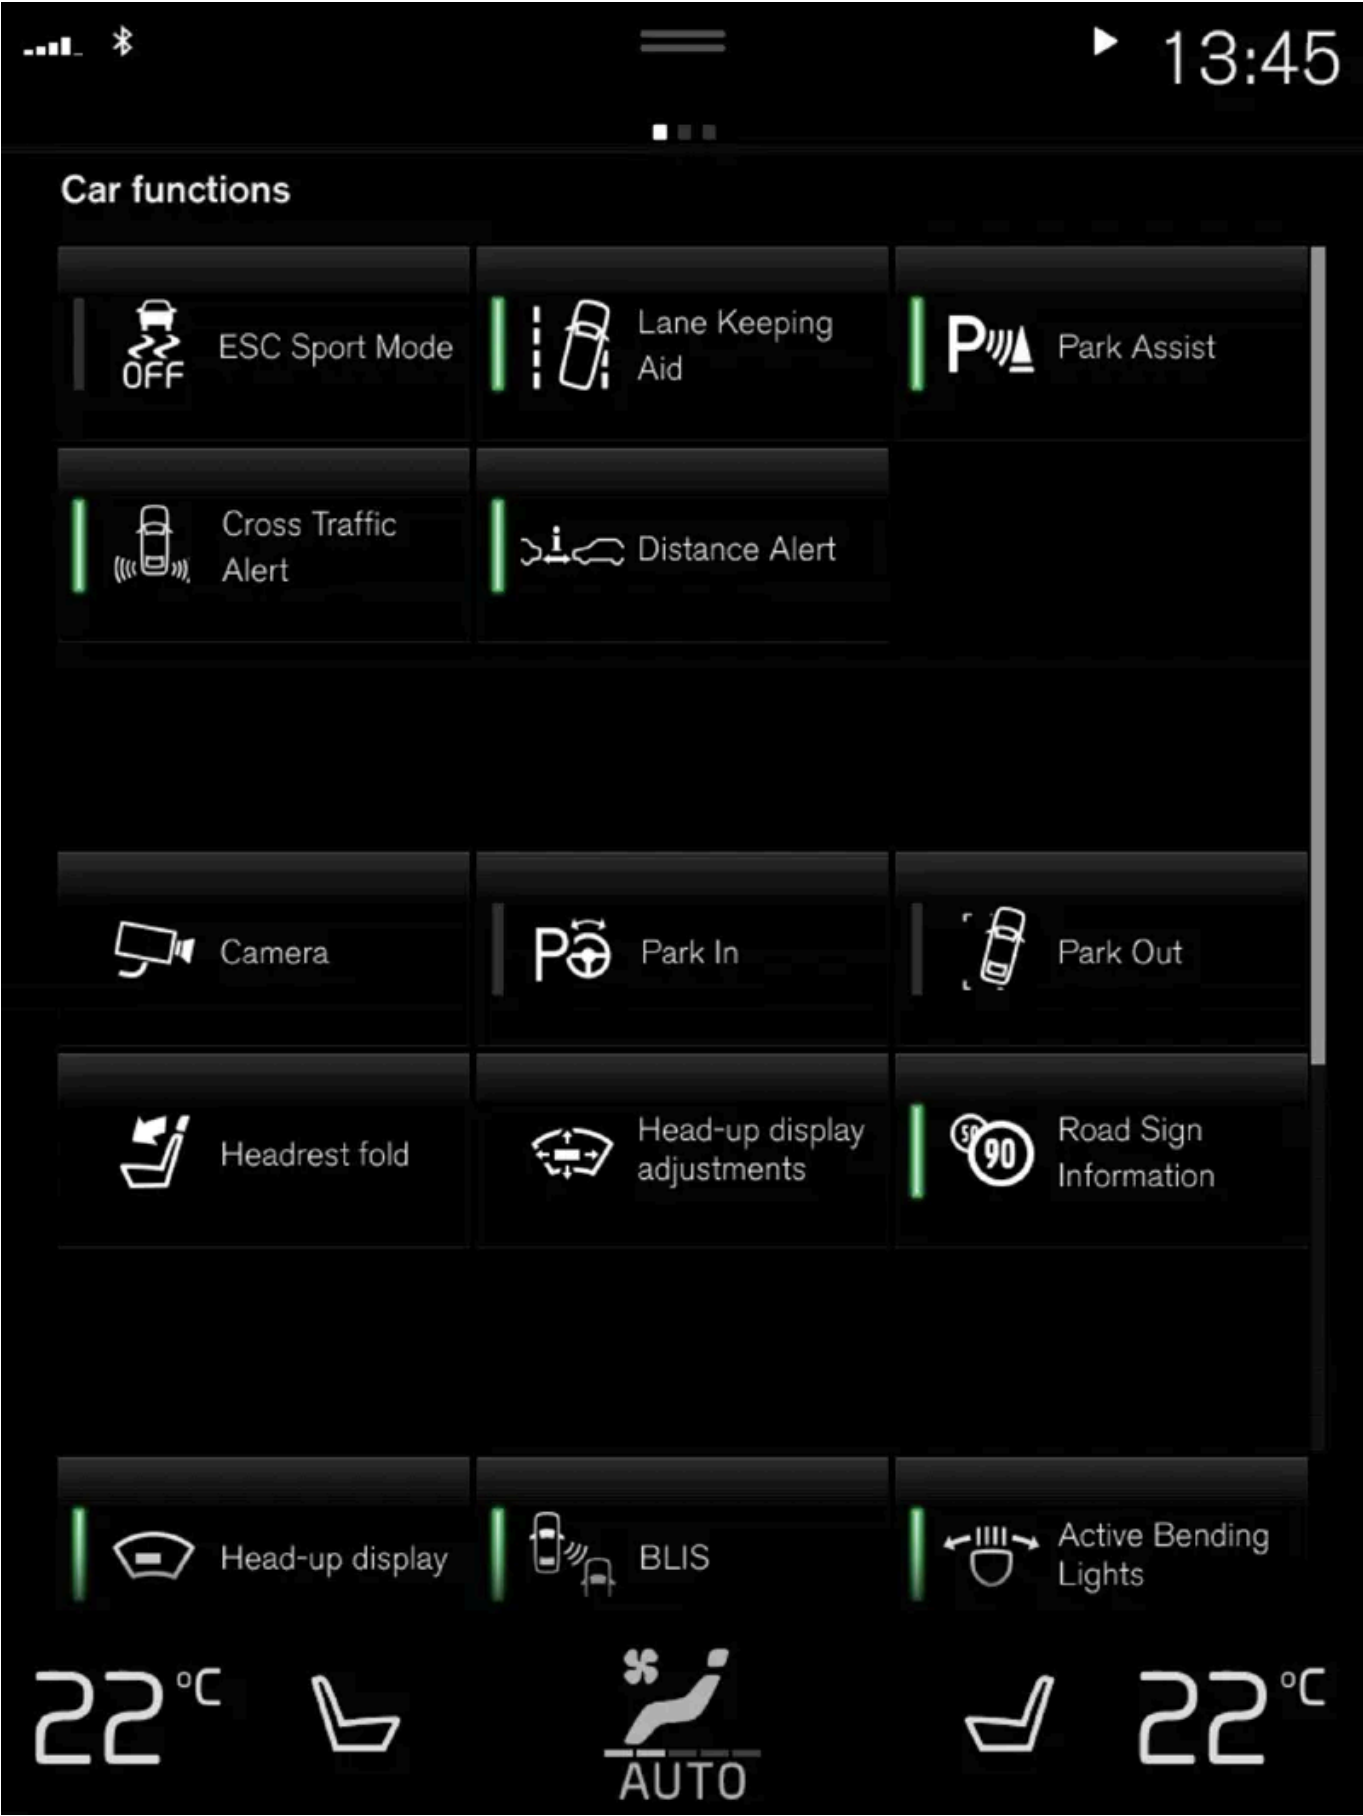 13:45
Car functions
OFF
ESC Sport Mode
Lane Keeping
Aid
P
Park Assist
Cross Traffic
Alert
i
Distance Alert
Camera
P
Park In
Park Out
Headrest fold
Head-up display
adjustments
50
90
Road Sign
Information
Head-up display
BLIS
Active Bending
Lights
22°C
AUTO
22°C